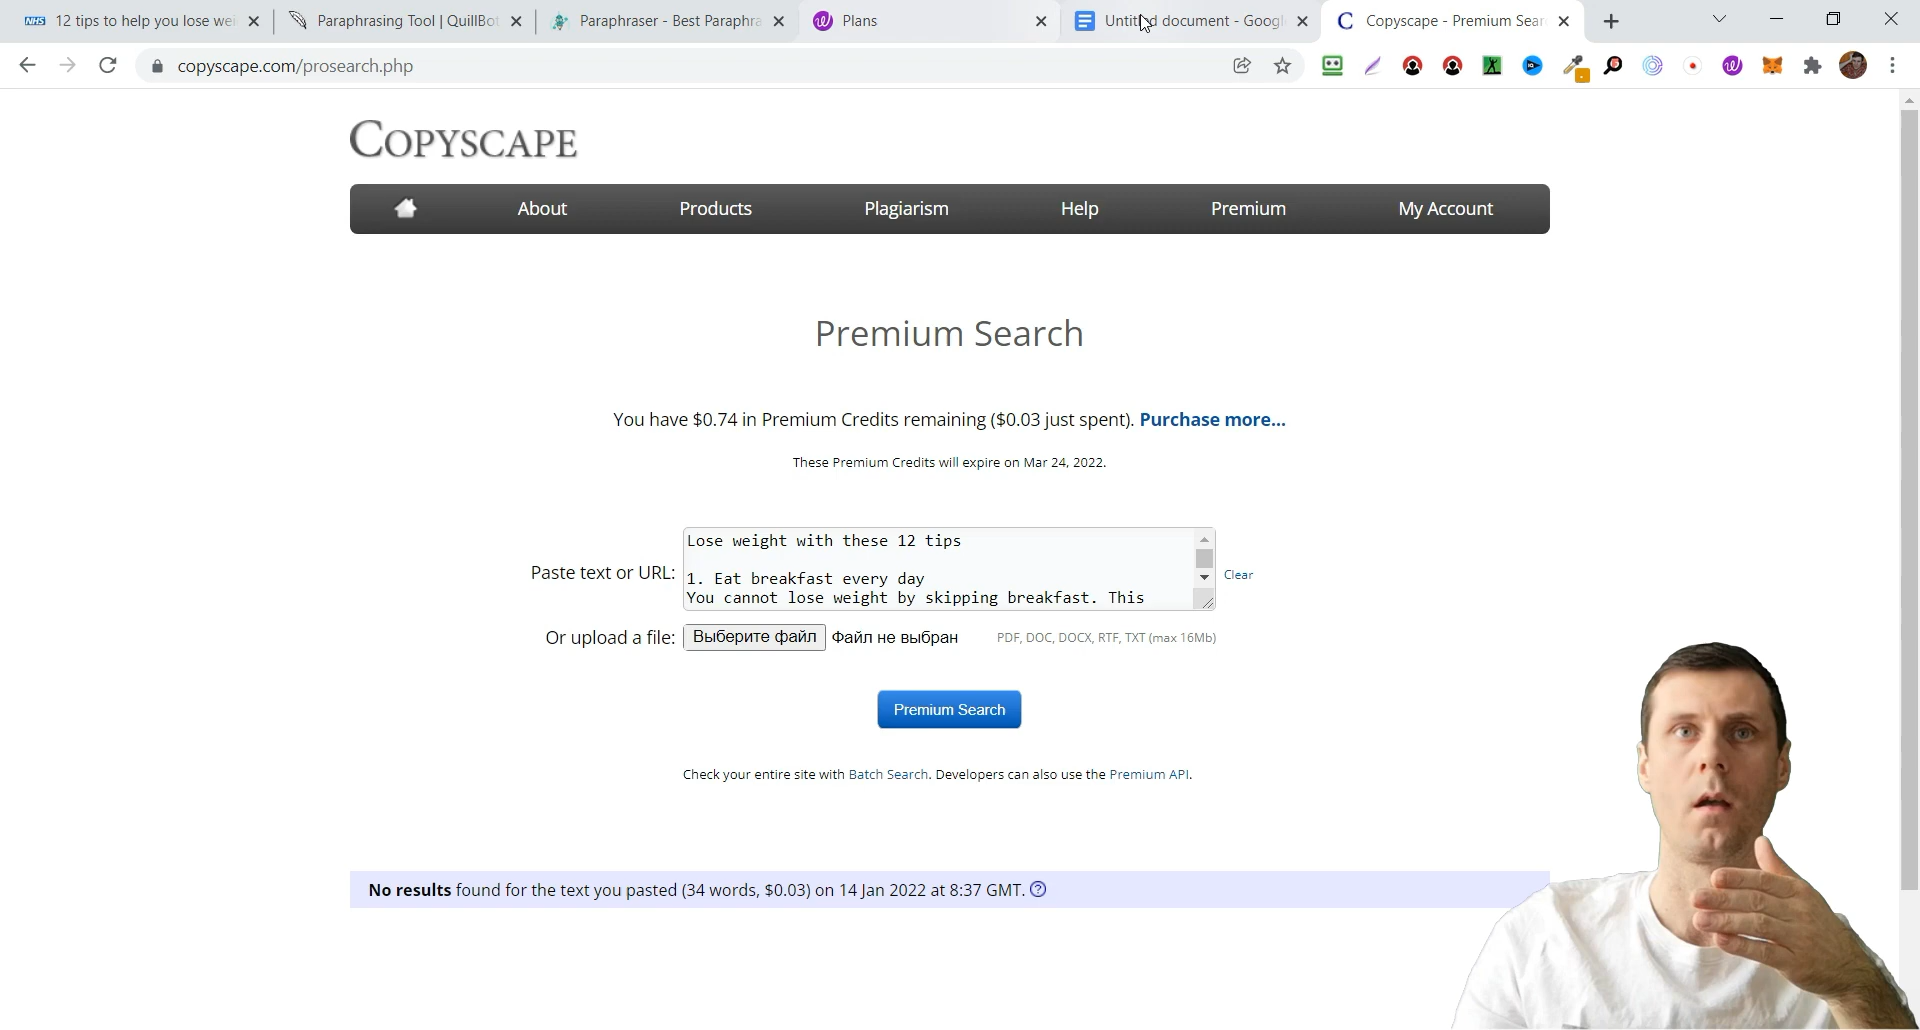 12 tips to help you lose wei
Paraphrasing Tool | QuillBot
Paraphraser - Best Paraphra
Plans
Untitled document - Googl
Copyscape - Premium Sear
copyscape.com/prosearch.php
COPYSCAPE
About
Products
Plagiarism
Help
Premium
My Account
Premium Search
You have $0.74 in Premium Credits remaining ($0.03 just spent). Purchase more...
These Premium Credits will expire on Mar 24, 2022.
Paste text or URL:
Lose weight with these 12 tips
1. Eat breakfast every day
You cannot lose weight by skipping breakfast. This
Clear
Or upload a file:
Выберите файл
Файл не выбран
PDF, DOC, DOCX, RTF, TXT (max 16Mb)
Premium Search
Check your entire site with Batch Search. Developers can also use the Premium API.
No results found for the text you pasted (34 words, $0.03) on 14 Jan 2022 at 8:37 GMT.